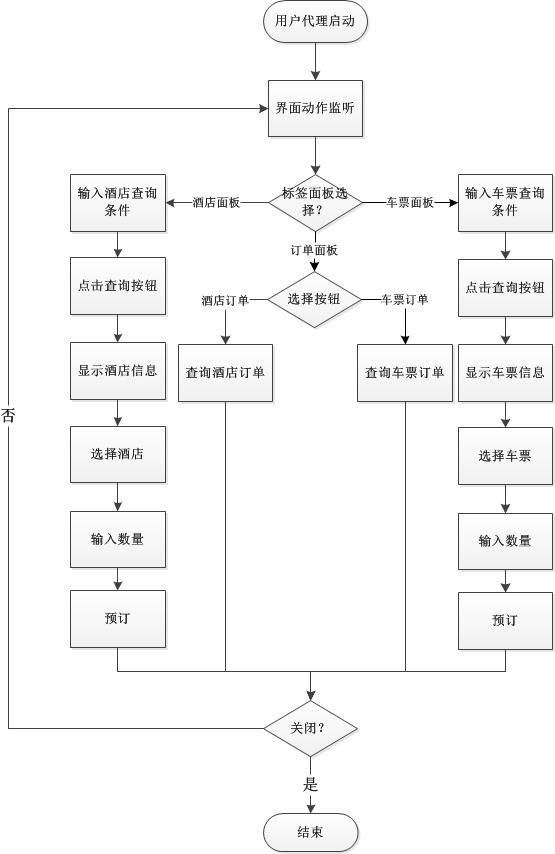 用户代理启动
界面动作监听
标签面板选
择？
酒店面板
车票面板
订单面板
输入酒店查询
条件
点击查询按钮
显示酒店信息
选择酒店
输入数量
预订
选择按钮
酒店订单
车票订单
查询酒店订单
查询车票订单
输入车票查询
条件
点击查询按钮
显示车票信息
选择车票
输入数量
预订
关闭？
否
是
结束